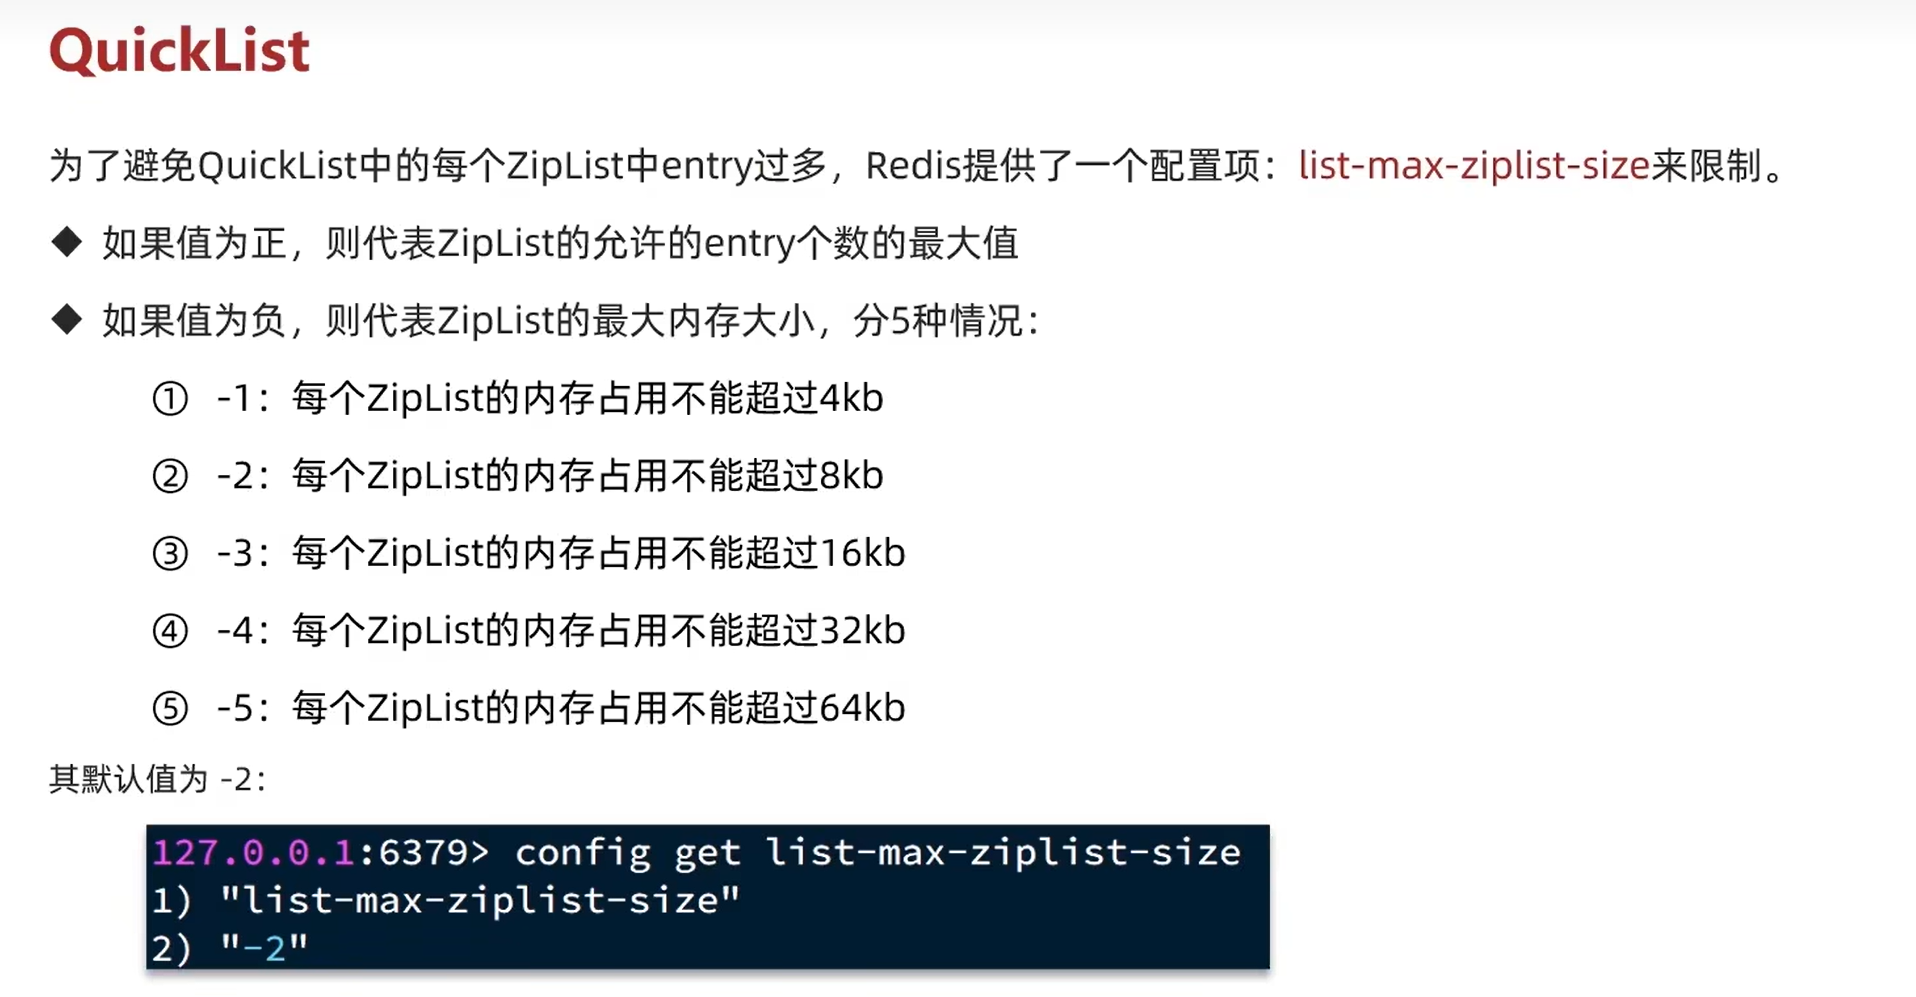 QuickList
为了避免QuickList中的每个ZipList中entry过多，Redis提供了一个配置项：list-max-ziplist-size来限制。
◆ 如果值为正，则代表ZipList的允许的entry个数的最大值
◆ 如果值为负，则代表ZipList的最大内存大小，分5种情况：
① -1：每个ZipList的内存占用不能超过4kb
② -2：每个ZipList的内存占用不能超过8kb
③ -3：每个ZipList的内存占用不能超过16kb
④ -4：每个ZipList的内存占用不能超过32kb
⑤ -5：每个ZipList的内存占用不能超过64kb
其默认值为 -2：
127.0.0.1:6379> config get list-max-ziplist-size
1) "list-max-ziplist-size"
2) "-2"